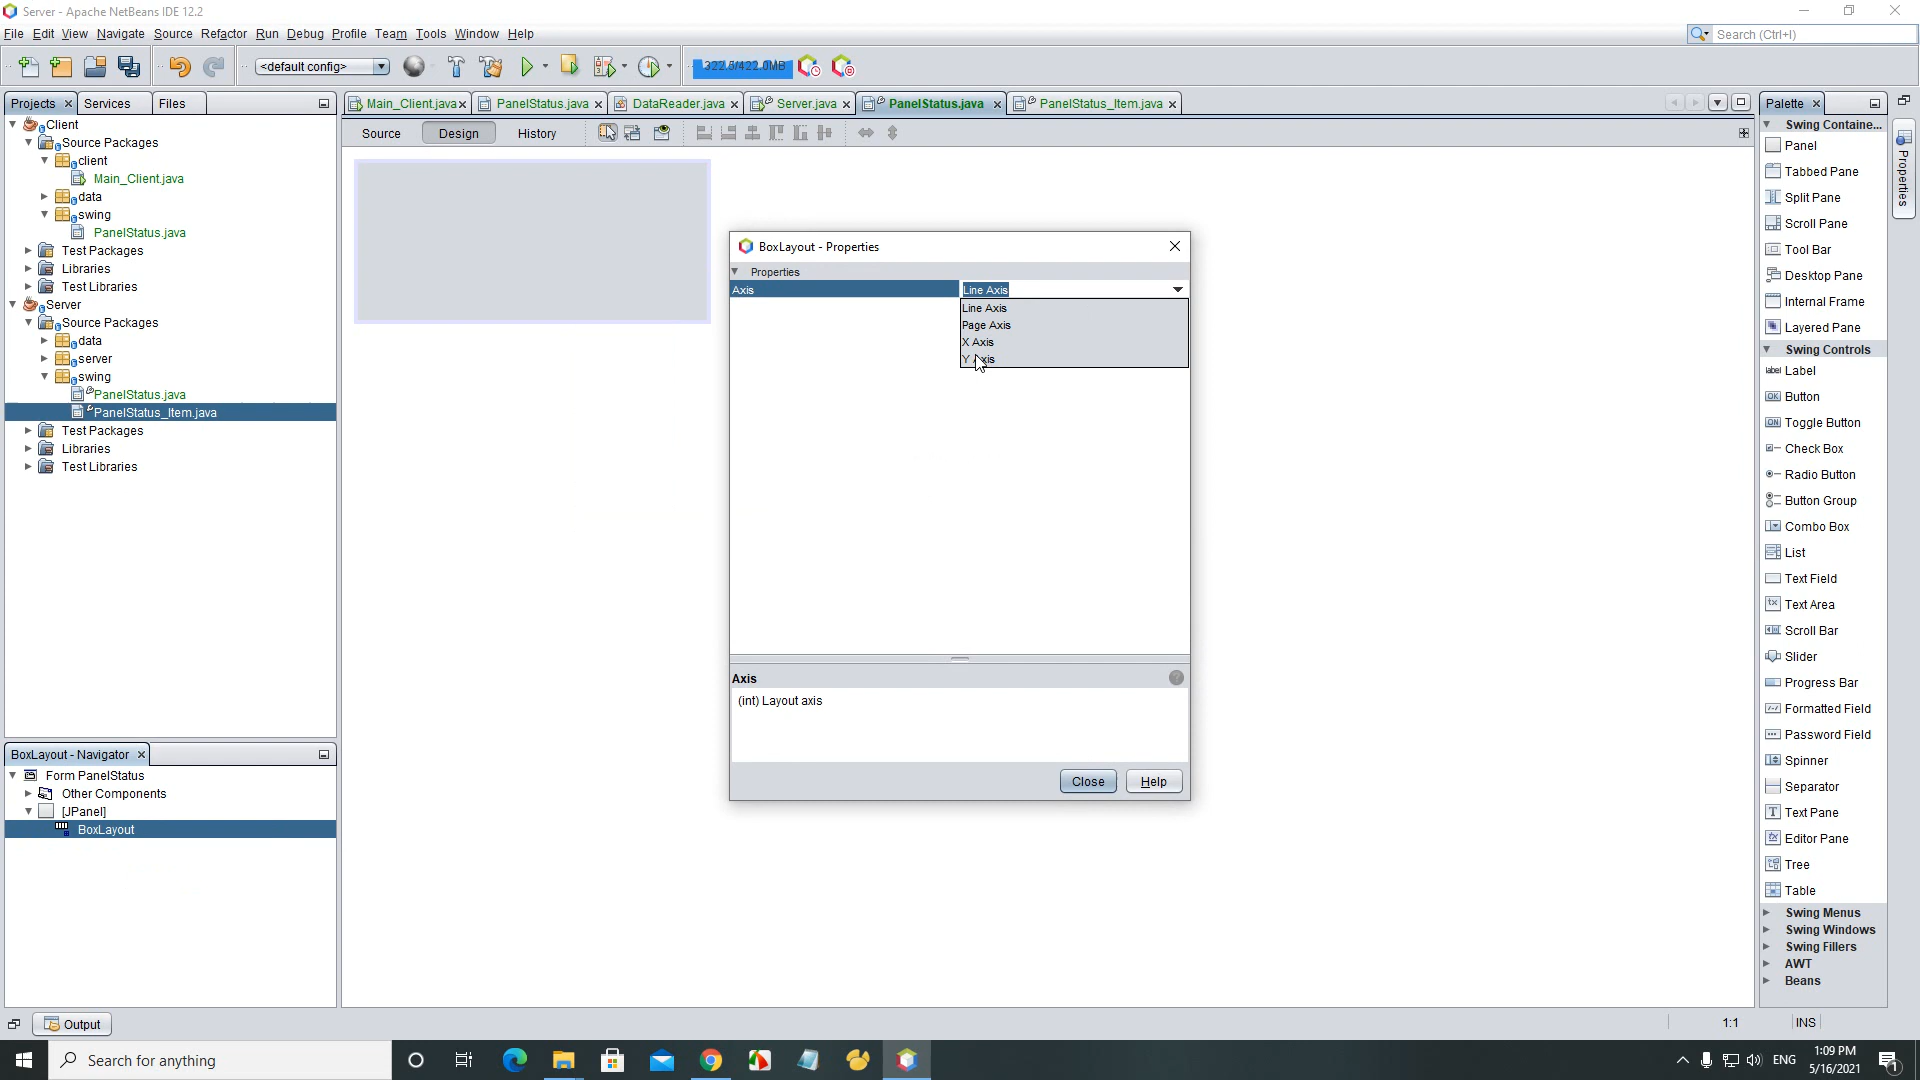 Server - Apache NetBeans IDE 12.2
File Edit View Navigate Source Refactor Run Debug Profile Team Tools Window Help
Search (Ctrl+I)
<default config>
322.5/422.0MB
Projects
Services
Files
Main_Client.java
PanelStatus.java
DataReader.java
Server.java
PanelStatus.java
PanelStatus_Item.java
Palette
Source
Design
History
Client
Source Packages
client
Main_Client.java
data
swing
PanelStatus.java
Test Packages
Libraries
Test Libraries
Server
Source Packages
data
server
swing
PanelStatus.java
PanelStatus_Item.java
Test Packages
Libraries
Test Libraries
BoxLayout - Navigator
Form PanelStatus
Other Components
[JPanel]
BoxLayout
BoxLayout - Properties
Properties
Axis
Line Axis
Line Axis
Page Axis
X Axis
Y Axis
Axis
(int) Layout axis
Close
Help
Swing Containe...
Panel
Tabbed Pane
Split Pane
Scroll Pane
Tool Bar
Desktop Pane
Internal Frame
Layered Pane
Swing Controls
Label
Button
Toggle Button
Check Box
Radio Button
Button Group
Combo Box
List
Text Field
Text Area
Scroll Bar
Slider
Progress Bar
Formatted Field
Password Field
Spinner
Separator
Text Pane
Editor Pane
Tree
Table
Swing Menus
Swing Windows
Swing Fillers
AWT
Beans
Properties
Output
1:1
INS
Search for anything
ENG
1:09 PM
5/16/2021
1